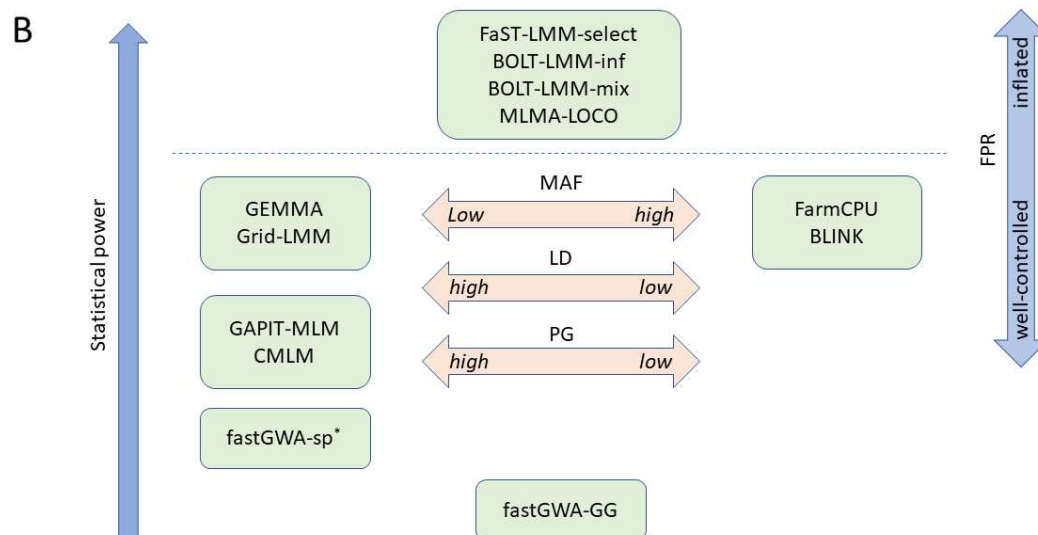 B
FaST-LMM-select
BOLT-LMM-inf
BOLT-LMM-mix
MLMA-LOCO
Statistical power
inflated
FPR
well-controlled
GEMMA
Grid-LMM
MAF
Low high
FarmCPU
BLINK
LD
high low
GAPIT-MLM
CMLM
PG
high low
fastGWA-sp*
fastGWA-GG